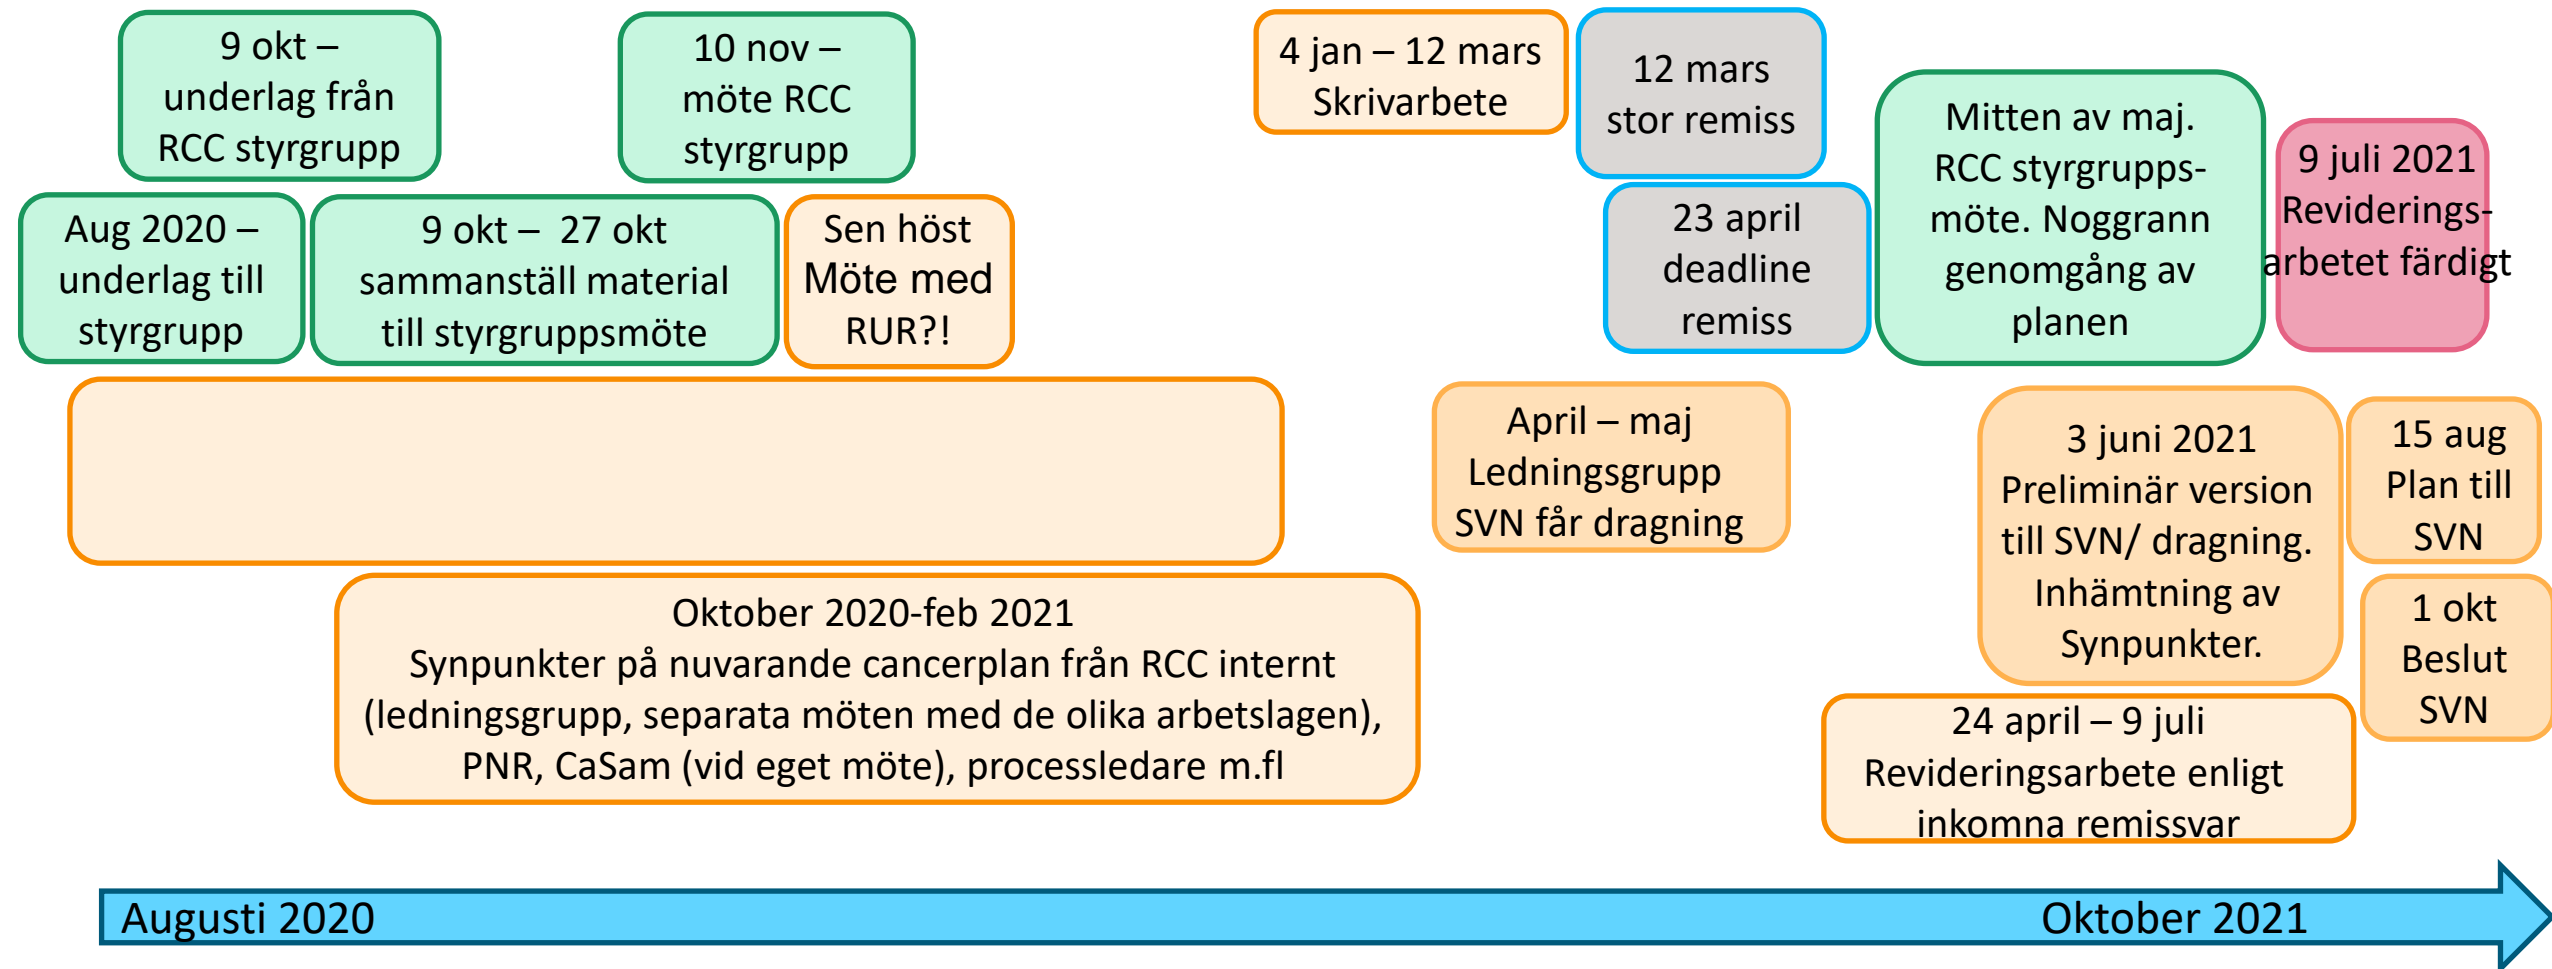 9 okt –
underlag från
RCC styrgrupp
10 nov –
möte RCC
styrgrupp
4 jan – 12 mars
Skrivarbete
12 mars
stor remiss
Mitten av maj.
RCC styrgrupps-
möte. Noggrann
genomgång av
planen
9 juli 2021
Reviderings-
arbetet färdigt
Aug 2020 –
underlag till
styrgrupp
9 okt – 27 okt
sammanställ material
till styrgruppsmöte
Sen höst
Möte med
RUR?!
23 april
deadline
remiss
April – maj
Ledningsgrupp
SVN får dragning
3 juni 2021
Preliminär version
till SVN/ dragning.
Inhämtning av
Synpunkter.
15 aug
Plan till
SVN
Oktober 2020-feb 2021
Synpunkter på nuvarande cancerplan från RCC internt
(ledningsgrupp, separata möten med de olika arbetslagen),
PNR, CaSam (vid eget möte), processledare m.fl
1 okt
Beslut
SVN
24 april – 9 juli
Revideringsarbete enligt
inkomna remissvar
Augusti 2020
Oktober 2021